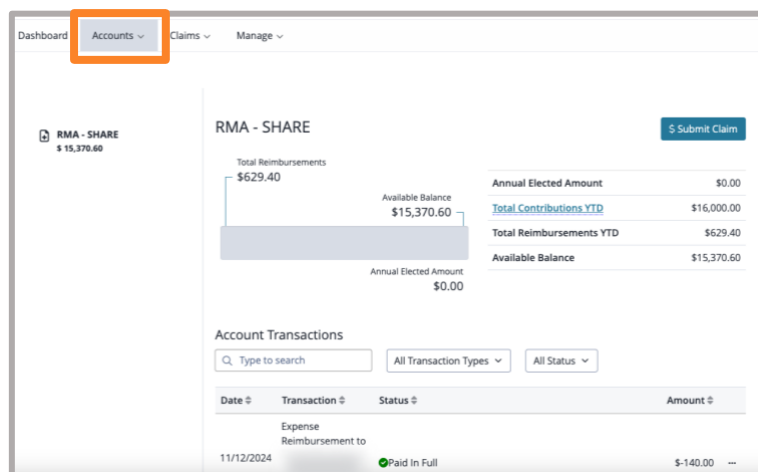 Dashboard Accounts Claims Manage
RMA - SHARE
$ 15,370.60
RMA - SHARE
$ Submit Claim
Total Reimbursements
$629.40
Available Balance
$15,370.60
Annual Elected Amount
$0.00
Annual Elected Amount $0.00
Total Contributions YTD $16,000.00
Total Reimbursements YTD $629.40
Available Balance $15,370.60
Account Transactions
Type to search All Transaction Types All Status
Date Transaction Status Amount
Expense
Reimbursement to
11/12/2024 Paid In Full $-140.00 ...